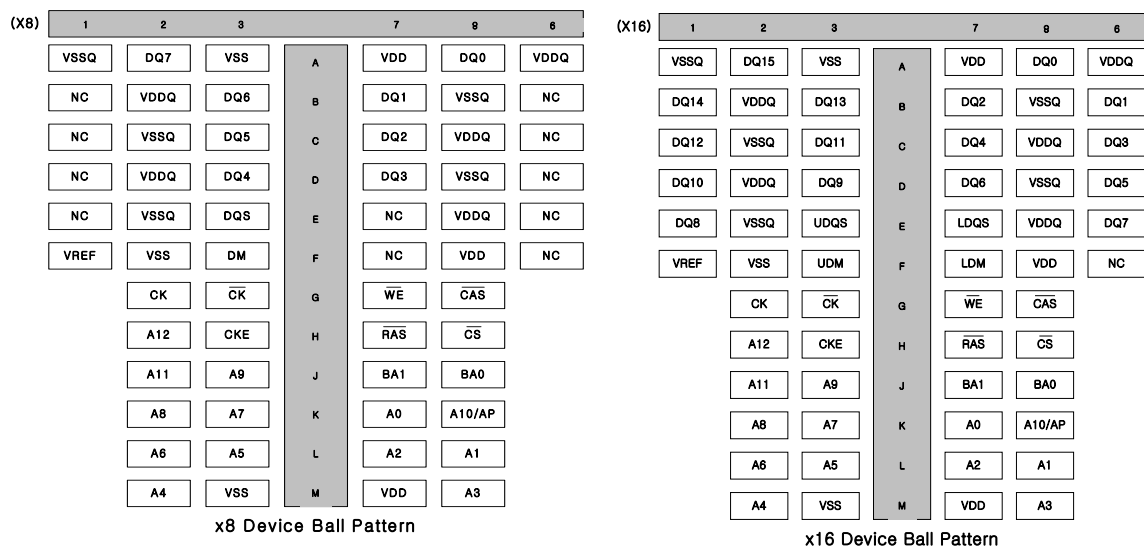 (X8) 1 2 3 7 8 6
VSSQ DQ7 VSS A VDD DQ0 VDDQ
NC VDDQ DQ6 B DQ1 VSSQ NC
NC VSSQ DQ5 C DQ2 VDDQ NC
NC VDDQ DQ4 D DQ3 VSSQ NC
NC VSSQ DQS E NC VDDQ NC
VREF VSS DM F NC VDD NC
CK CK G WE CAS
A12 CKE H RAS CS
A11 A9 J BA1 BA0
A8 A7 K A0 A10/AP
A6 A5 L A2 A1
A4 VSS M VDD A3
x8 Device Ball Pattern
(X16) 1 2 3 7 8 6
VSSQ DQ15 VSS A VDD DQ0 VDDQ
DQ14 VDDQ DQ13 B DQ2 VSSQ DQ1
DQ12 VSSQ DQ11 C DQ4 VDDQ DQ3
DQ10 VDDQ DQ9 D DQ6 VSSQ DQ5
DQ8 VSSQ UDQS E LDQS VDDQ DQ7
VREF VSS UDM F LDM VDD NC
CK CK G WE CAS
A12 CKE H RAS CS
A11 A9 J BA1 BA0
A8 A7 K A0 A10/AP
A6 A5 L A2 A1
A4 VSS M VDD A3
x16 Device Ball Pattern